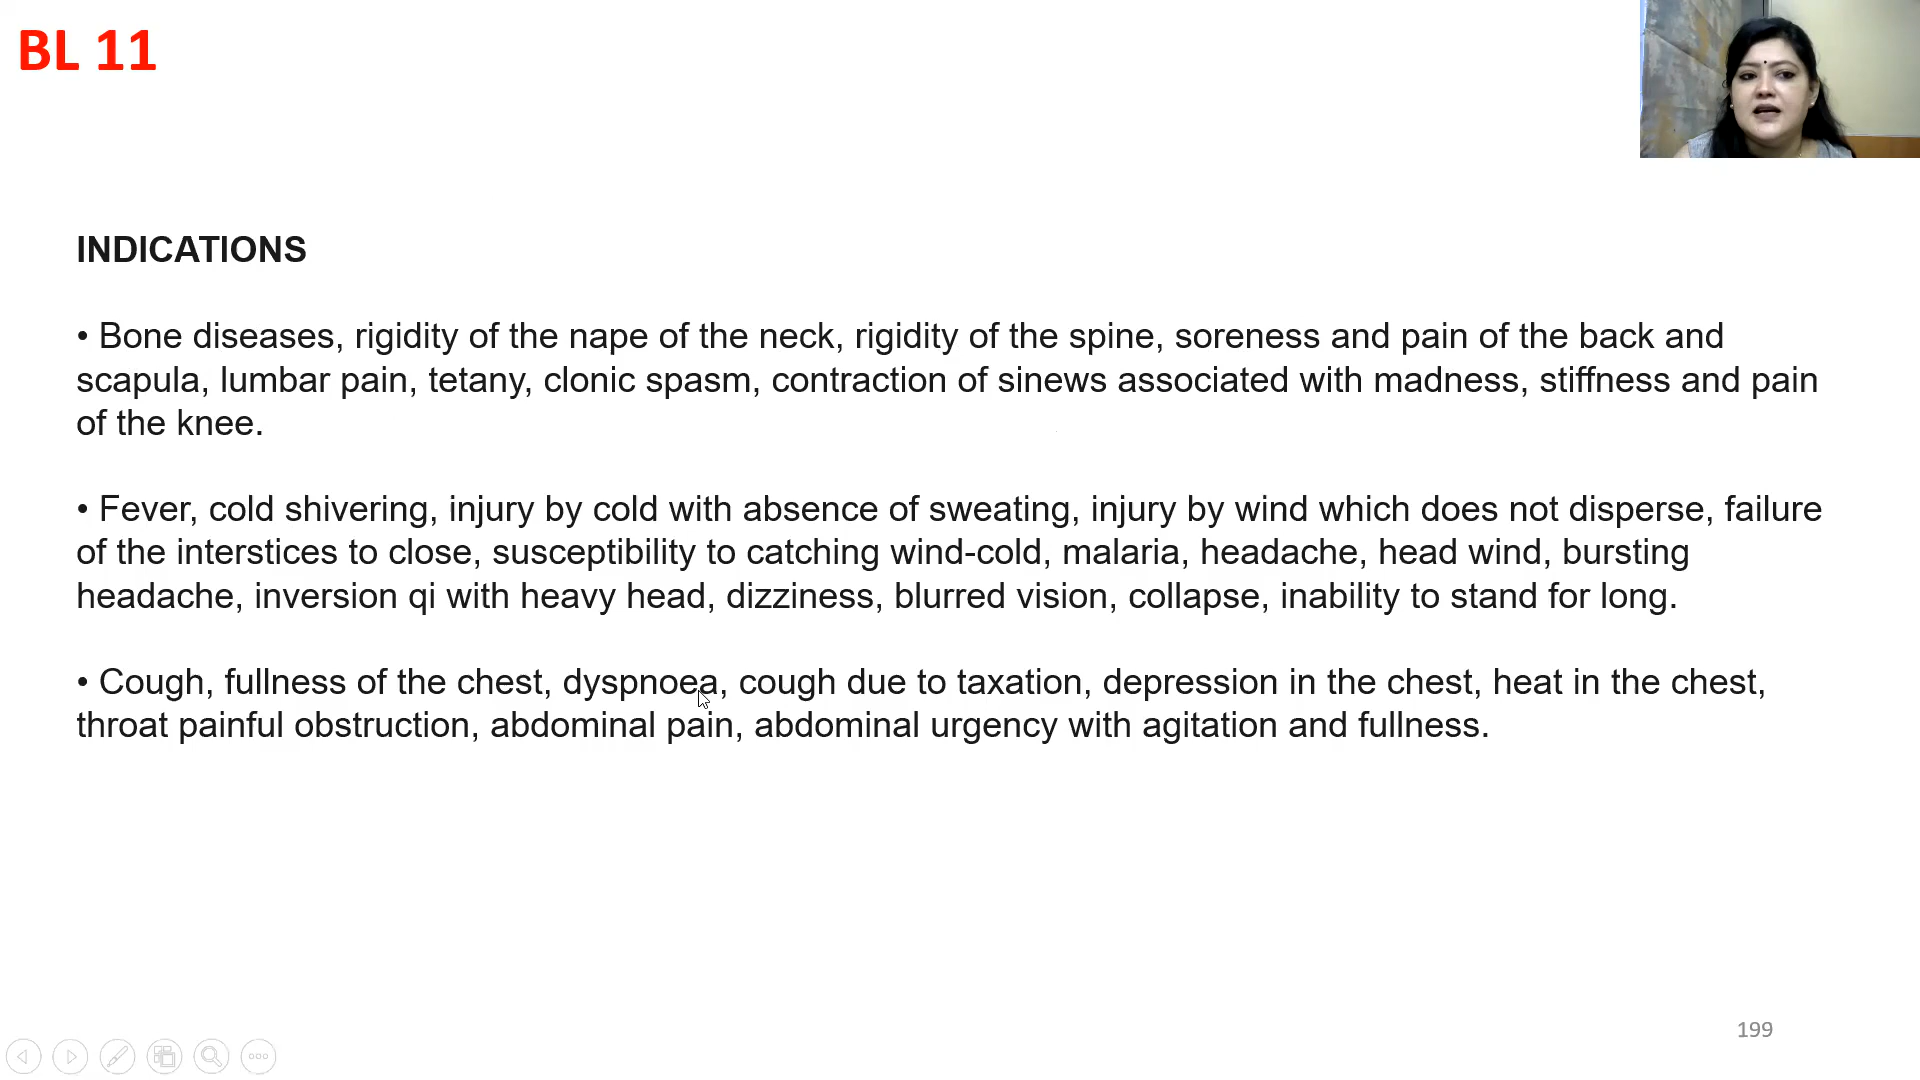 BL 11
INDICATIONS
• Bone diseases, rigidity of the nape of the neck, rigidity of the spine, soreness and pain of the back and
scapula, lumbar pain, tetany, clonic spasm, contraction of sinews associated with madness, stiffness and pain
of the knee.
• Fever, cold shivering, injury by cold with absence of sweating, injury by wind which does not disperse, failure
of the interstices to close, susceptibility to catching wind-cold, malaria, headache, head wind, bursting
headache, inversion qi with heavy head, dizziness, blurred vision, collapse, inability to stand for long.
• Cough, fullness of the chest, dyspnoea, cough due to taxation, depression in the chest, heat in the chest,
throat painful obstruction, abdominal pain, abdominal urgency with agitation and fullness.
199